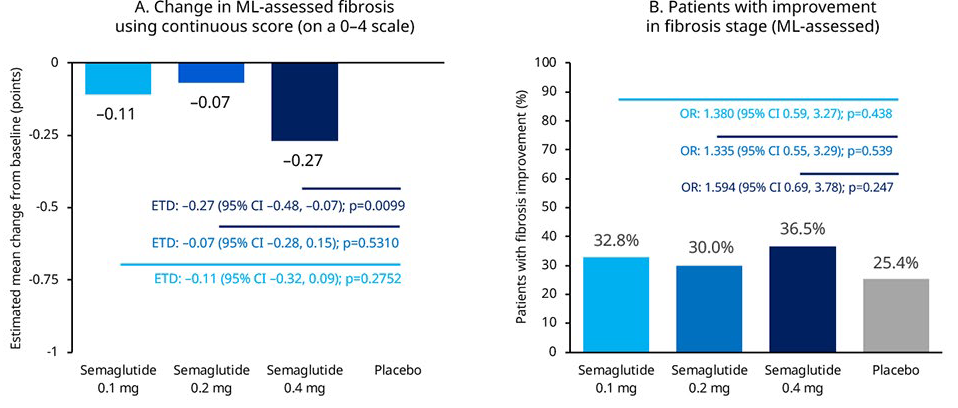 A. Change in ML-assessed fibrosis
using continuous score (on a 0–4 scale)
Estimated mean change from baseline (points)
0
-0.25
-0.5
-0.75
-1
–0.11
–0.07
–0.27
ETD: –0.27 (95% CI –0.48, –0.07); p=0.0099
ETD: –0.07 (95% CI –0.28, 0.15); p=0.5310
ETD: –0.11 (95% CI –0.32, 0.09); p=0.2752
Semaglutide
0.1 mg
Semaglutide
0.2 mg
Semaglutide
0.4 mg
Placebo
B. Patients with improvement
in fibrosis stage (ML-assessed)
Patients with fibrosis improvement (%)
100
90
80
70
60
50
40
30
20
10
0
OR: 1.380 (95% CI 0.59, 3.27); p=0.438
OR: 1.335 (95% CI 0.55, 3.29); p=0.539
OR: 1.594 (95% CI 0.69, 3.78); p=0.247
32.8%
30.0%
36.5%
25.4%
Semaglutide
0.1 mg
Semaglutide
0.2 mg
Semaglutide
0.4 mg
Placebo